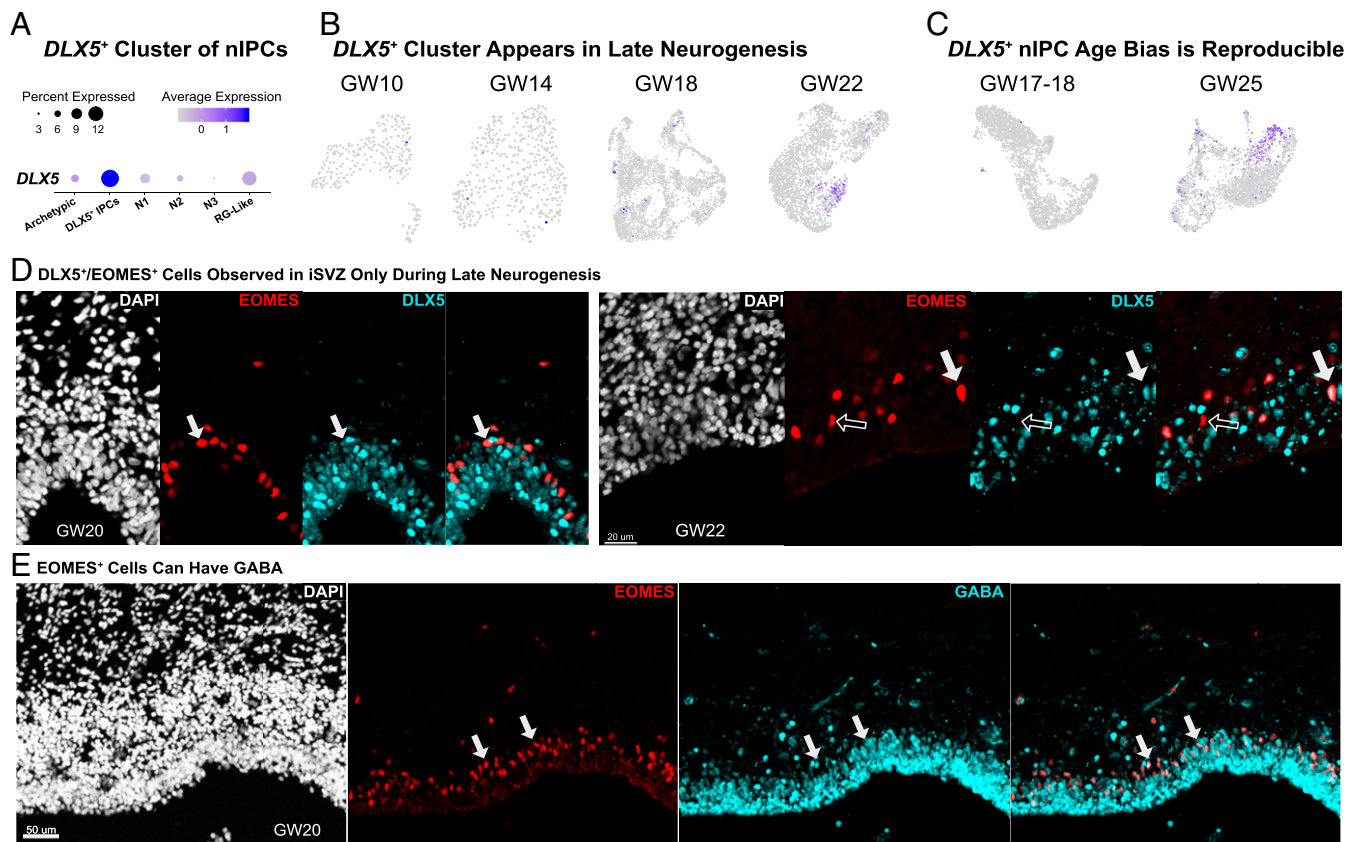 A
DLX5+ Cluster of nIPCs
Percent Expressed
3 6 9 12
Average Expression
0 1
DLX5
Archetypic DLX5+ IPCs N1 N2 N3 RG-Like
B
DLX5+ Cluster Appears in Late Neurogenesis
GW10 GW14 GW18 GW22
C
DLX5+ nIPC Age Bias is Reproducible
GW17-18 GW25
D DLX5+/EOMES+ Cells Observed in iSVZ Only During Late Neurogenesis
DAPI EOMES DLX5
GW20
DAPI EOMES DLX5
20 um
GW22
E EOMES+ Cells Can Have GABA
DAPI EOMES GABA
50 um
GW20